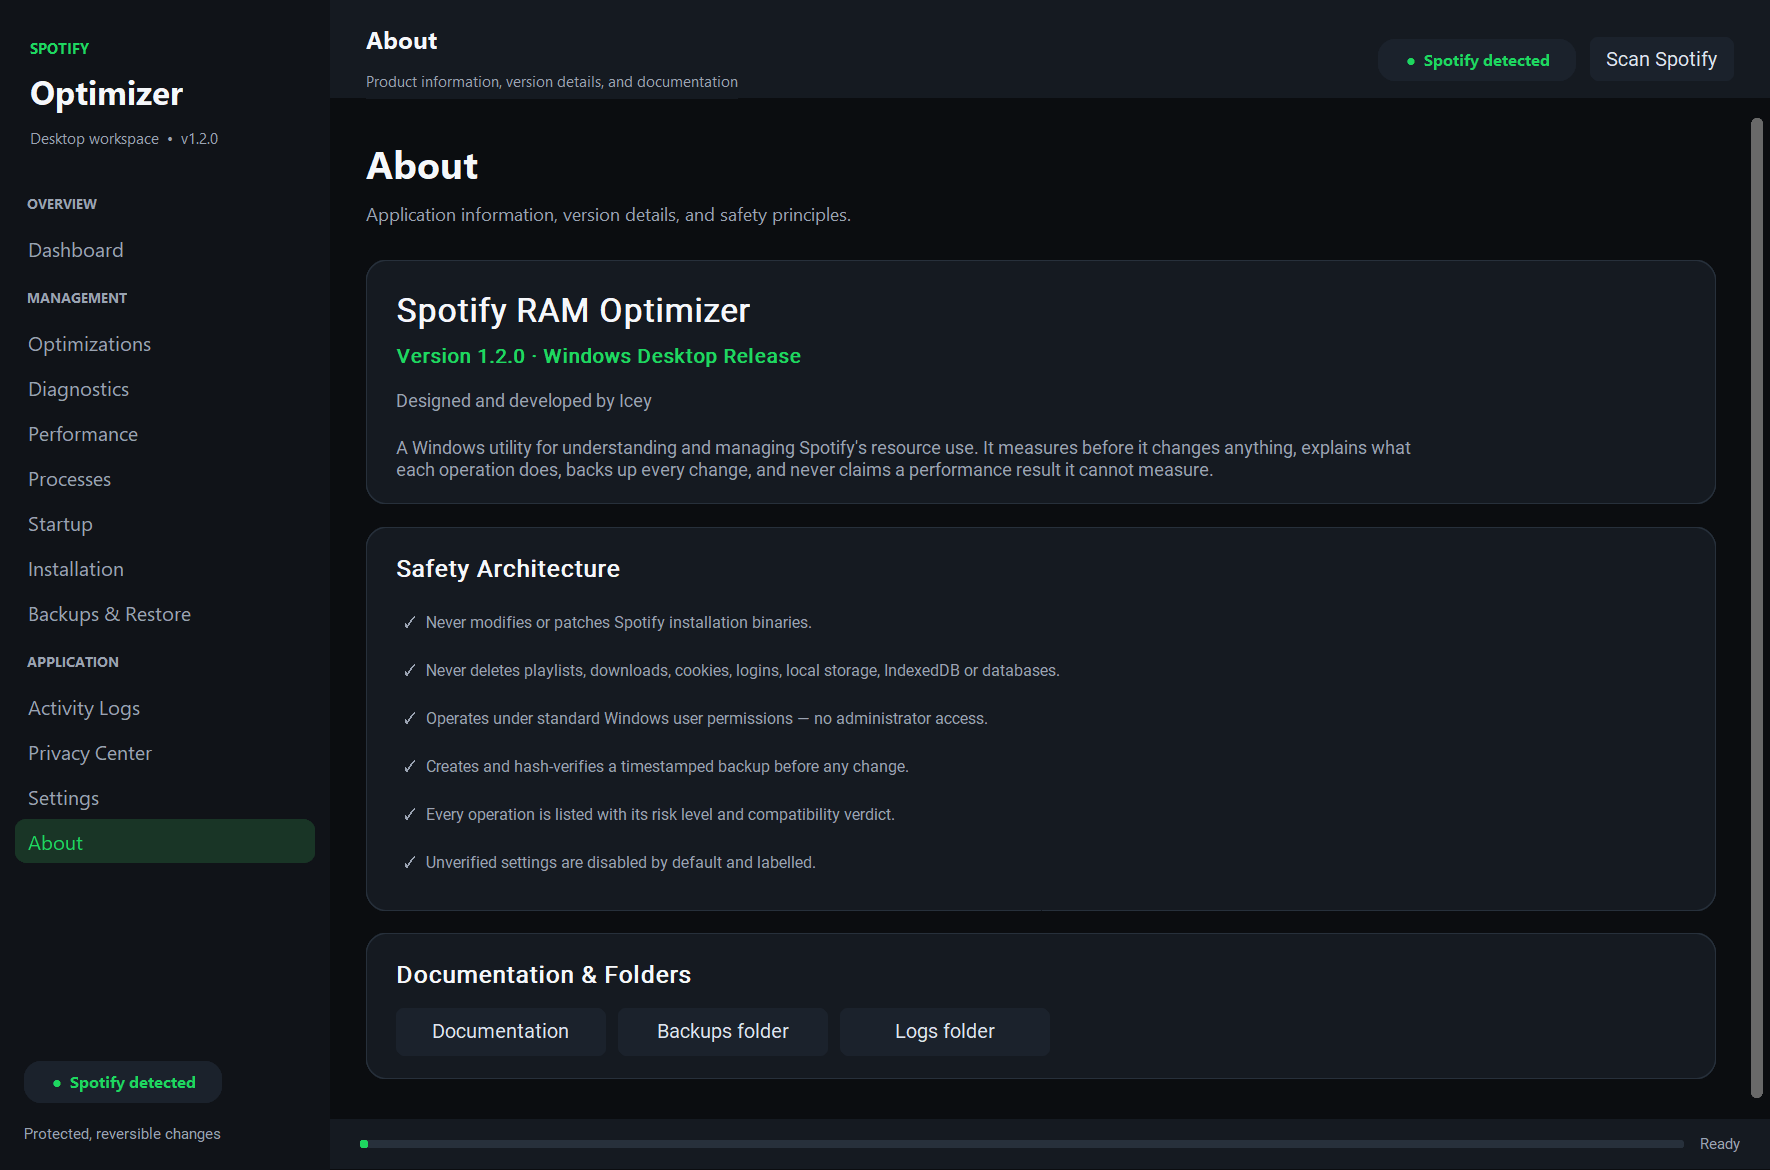 SPOTIFY
Optimizer
Desktop workspace • v1.2.0
OVERVIEW
Dashboard
MANAGEMENT
Optimizations
Diagnostics
Performance
Processes
Startup
Installation
Backups & Restore
APPLICATION
Activity Logs
Privacy Center
Settings
About
● Spotify detected
Protected, reversible changes
About
Product information, version details, and documentation
● Spotify detected
Scan Spotify
About
Application information, version details, and safety principles.
Spotify RAM Optimizer
Version 1.2.0 · Windows Desktop Release
Designed and developed by Icey
A Windows utility for understanding and managing Spotify's resource use. It measures before it changes anything, explains what
each operation does, backs up every change, and never claims a performance result it cannot measure.
Safety Architecture
✓ Never modifies or patches Spotify installation binaries.
✓ Never deletes playlists, downloads, cookies, logins, local storage, IndexedDB or databases.
✓ Operates under standard Windows user permissions — no administrator access.
✓ Creates and hash-verifies a timestamped backup before any change.
✓ Every operation is listed with its risk level and compatibility verdict.
✓ Unverified settings are disabled by default and labelled.
Documentation & Folders
Documentation
Backups folder
Logs folder
Ready